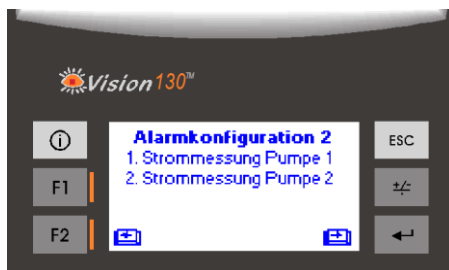 Vision130™
i
ESC
Alarmkonfiguration 2
1. Strommessung Pumpe 1
2. Strommessung Pumpe 2
F1
+/-
F2